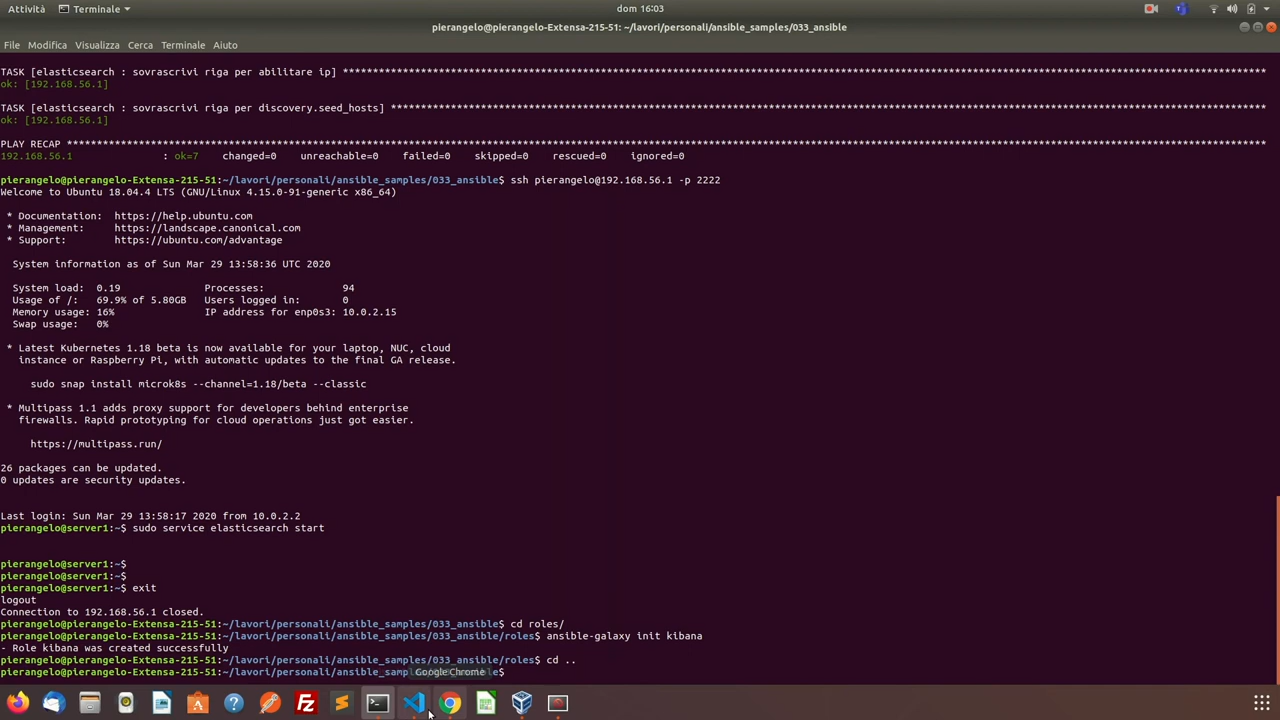 Attività
Terminale
dom 16:03
pierangelo@pierangelo-Extensa-215-51: ~/lavori/personali/ansible_samples/033_ansible
File Modifica Visualizza Cerca Terminale Aiuto
TASK [elasticsearch : sovrascrivi riga per abilitare ip] **********************************************************************************************************************************************************
ok: [192.168.56.1]
TASK [elasticsearch : sovrascrivi riga per discovery.seed_hosts] **************************************************************************************************************************************************
ok: [192.168.56.1]
PLAY RECAP ********************************************************************************************************************************************************************************************************
192.168.56.1 : ok=7 changed=0 unreachable=0 failed=0 skipped=0 rescued=0 ignored=0
pierangelo@pierangelo-Extensa-215-51:~/lavori/personali/ansible_samples/033_ansible$ ssh pierangelo@192.168.56.1 -p 2222
Welcome to Ubuntu 18.04.4 LTS (GNU/Linux 4.15.0-91-generic x86_64)
* Documentation: https://help.ubuntu.com
* Management: https://landscape.canonical.com
* Support: https://ubuntu.com/advantage
System information as of Sun Mar 29 13:58:36 UTC 2020
System load: 0.19 Processes: 94
Usage of /: 69.9% of 5.80GB Users logged in: 0
Memory usage: 16% IP address for enp0s3: 10.0.2.15
Swap usage: 0%
* Latest Kubernetes 1.18 beta is now available for your laptop, NUC, cloud
instance or Raspberry Pi, with automatic updates to the final GA release.
sudo snap install microk8s --channel=1.18/beta --classic
* Multipass 1.1 adds proxy support for developers behind enterprise
firewalls. Rapid prototyping for cloud operations just got easier.
https://multipass.run/
26 packages can be updated.
0 updates are security updates.
Last login: Sun Mar 29 13:58:17 2020 from 10.0.2.2
pierangelo@server1:~$ sudo service elasticsearch start
pierangelo@server1:~$
pierangelo@server1:~$
pierangelo@server1:~$ exit
logout
Connection to 192.168.56.1 closed.
pierangelo@pierangelo-Extensa-215-51:~/lavori/personali/ansible_samples/033_ansible$ cd roles/
pierangelo@pierangelo-Extensa-215-51:~/lavori/personali/ansible_samples/033_ansible/roles$ ansible-galaxy init kibana
- Role kibana was created successfully
pierangelo@pierangelo-Extensa-215-51:~/lavori/personali/ansible_samples/033_ansible/roles$ cd ..
pierangelo@pierangelo-Extensa-215-51:~/lavori/personali/ansible_samp
Google Chrome
ible$